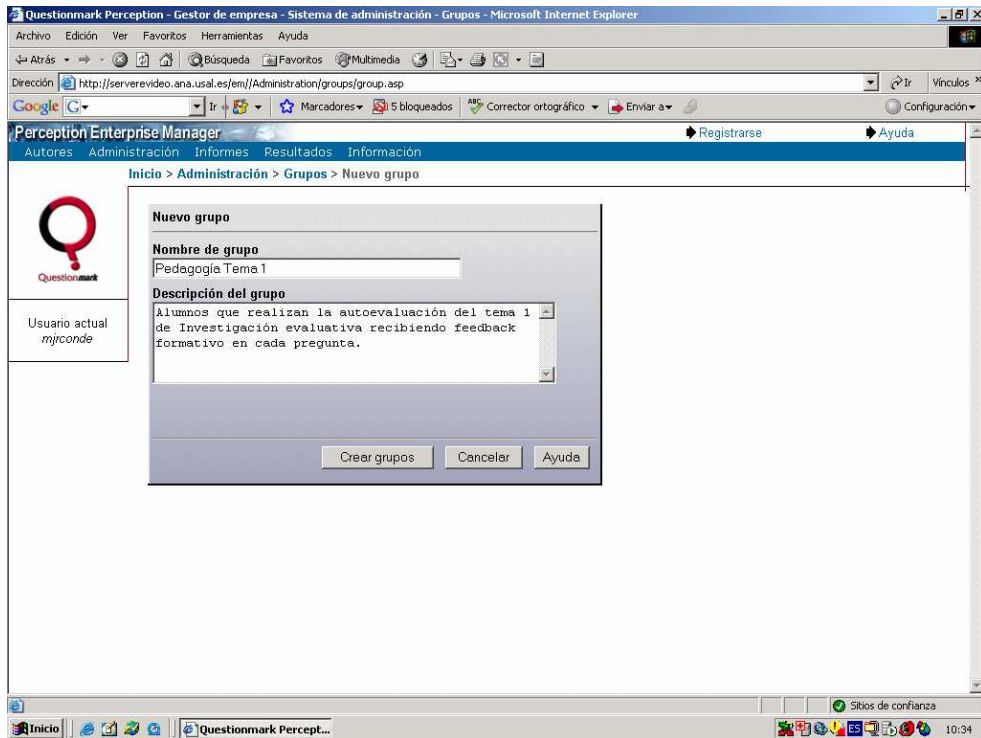 Questionmark Perception - Gestor de empresa - Sistema de administración - Grupos - Microsoft Internet Explorer
Archivo Edición Ver Favoritos Herramientas Ayuda
Atrás Búsqueda Favoritos Multimedia
Dirección http://serverevideo.ana.usal.es/em//Administration/groups/group.asp Ir Vínculos »
Google G Ir Marcadores 5 bloqueados ABC Corrector ortográfico Enviar a Configuración
Perception Enterprise Manager Registrarse Ayuda
Autores Administración Informes Resultados Información
Inicio > Administración > Grupos > Nuevo grupo
Questionmark
Usuario actual
mjrconde
Nuevo grupo
Nombre de grupo
Pedagogía Tema 1
Descripción del grupo
Alumnos que realizan la autoevaluación del tema 1
de Investigación evaluativa recibiendo feedback
formativo en cada pregunta.
Crear grupos Cancelar Ayuda
Sitios de confianza
Inicio Questionmark Percept... ES 10:34